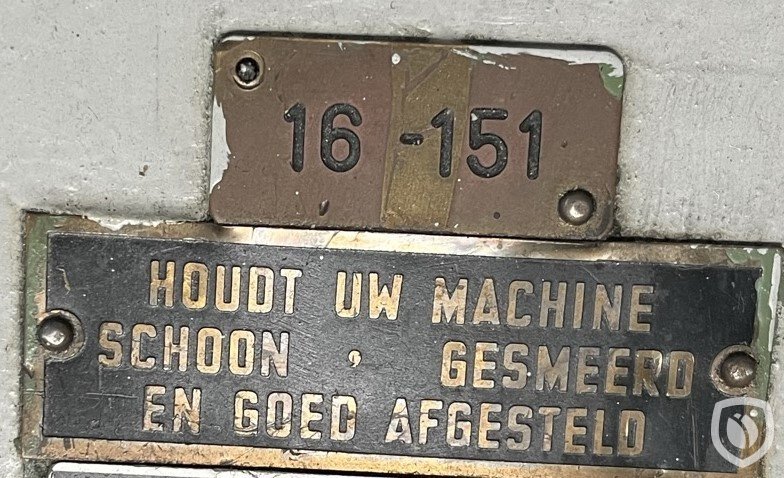 16 -151
HOUDT UW MACHINE
SCHOON , GESMEERD
EN GOED AFGESTELD